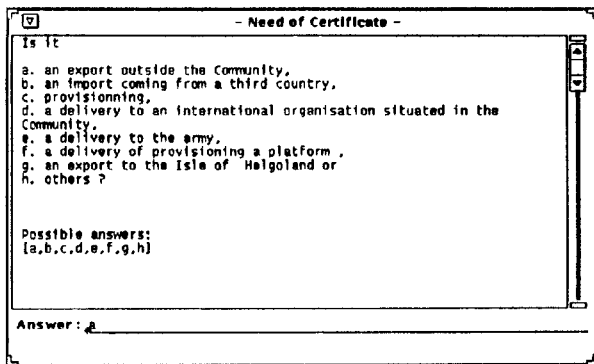 – Need of Certificate –
Is it
a. an export outside the Community,
b. an import coming from a third country,
c. provisionning,
d. a delivery to an international organisation situated in the
Community,
e. a delivery to the army,
f. a delivery of provisioning a platform ,
g. an export to the Isle of Helgoland or
h. others ?
Possible answers:
[a,b,c,d,e,f,g,h]
Answer : a